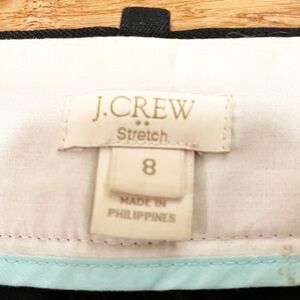 J.CREW
Stretch
8
MADE IN
PHILIPPINES